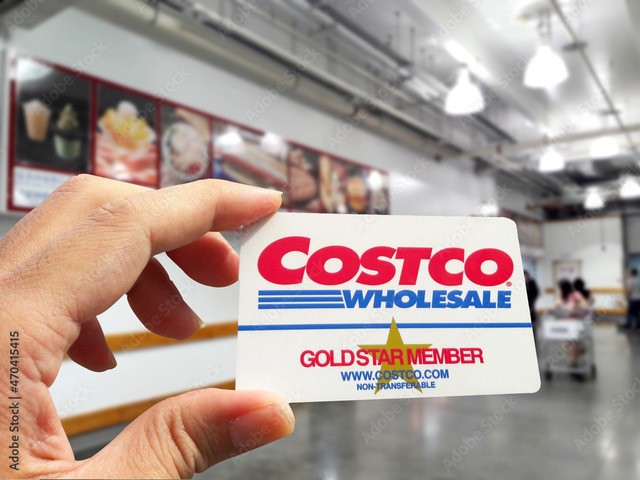 COSTCO
WHOLESALE
GOLD STAR MEMBER
WWW.COSTCO.COM
NON-TRANSFERABLE
Adobe Stock | #470415415